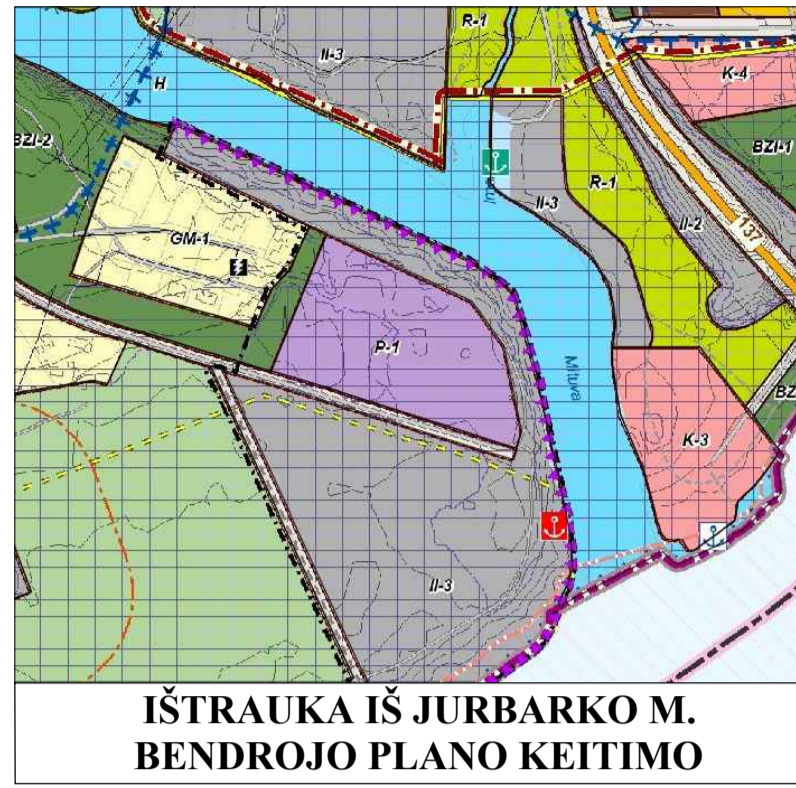 R-1
II-3
H
K-4
BZI-2
BZI-1
R-1
II-3
II-2
137
GM-1
P-1
Mituva
BZ
K-3
II-3
IŠTRAUKA IŠ JURBARKO M.
BENDROJO PLANO KEITIMO